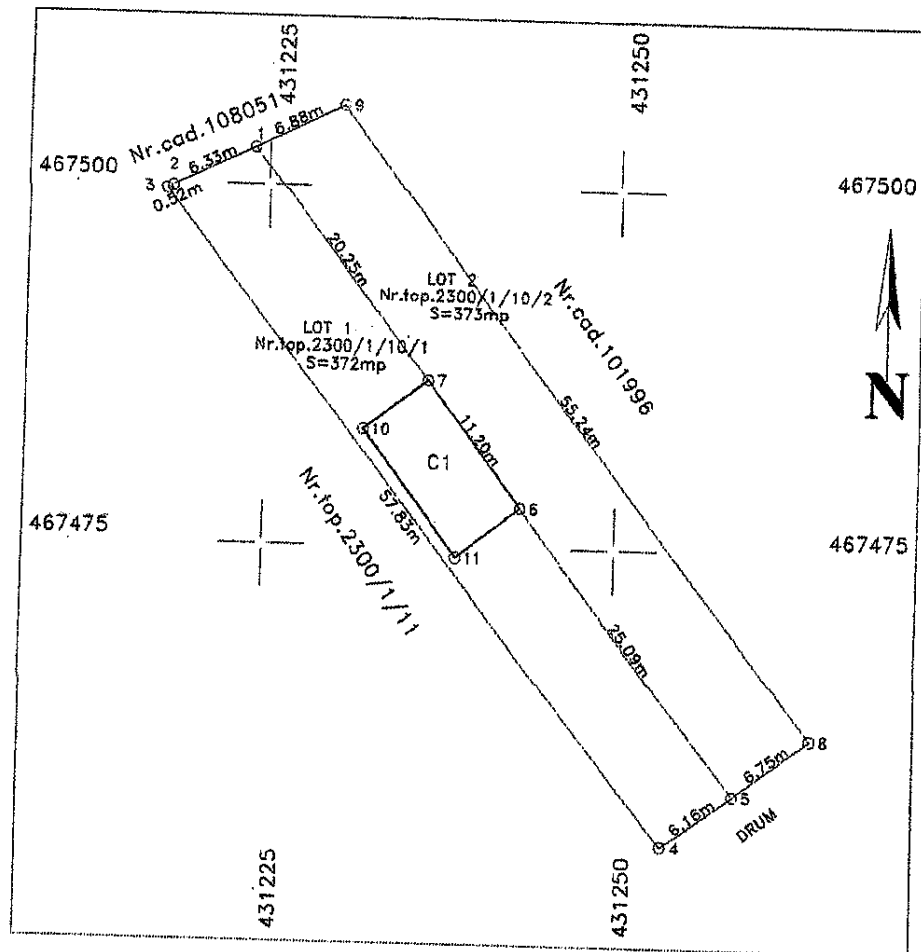 431225
431250
Nr.cad.108051
6.88m
9
1
6.33m
2
3
0.52m
467500
467500
20.25m
LOT 2
Nr.top.2300/1/10/2
S=373mp
Nr.cad.101996
LOT 1
Nr.top.2300/1/10/1
S=372mp
7
N
10
11.20m
55.24m
C1
57.83m
6
11
Nr.top.2300/1/11
467475
467475
25.09m
8
6.75m
5
6.16m
DRUM
4
431225
431250